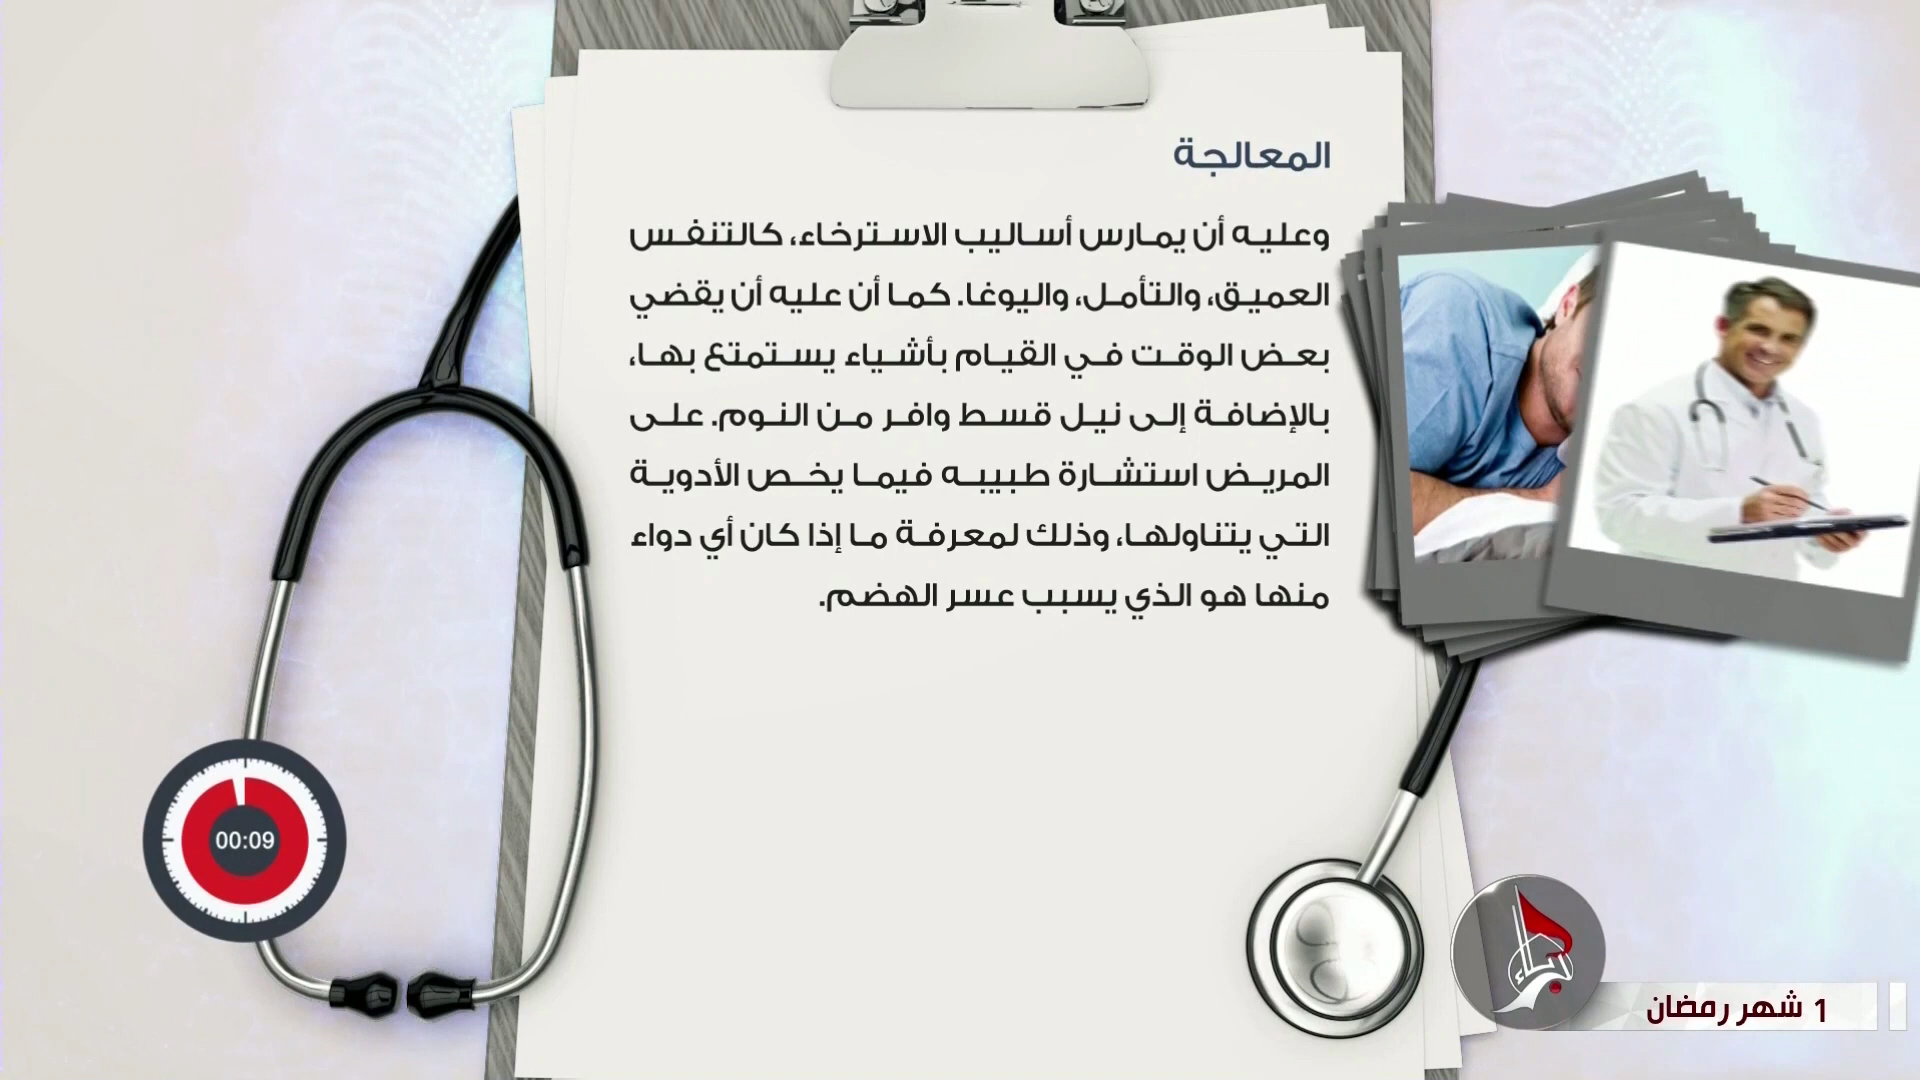 المعالجة
وعليه أن يمارس أساليب الاسترخاء، كالتنفس
العميق، والتأمل، واليوغا. كما أن عليه أن يقضي
بعض الوقت في القيام بأشياء يستمتع بها،
بالإضافة إلى نيل قسط وافر من النوم. على
المريض استشارة طبيبه فيما يخص الأدوية
التي يتناولها، وذلك لمعرفة ما إذا كان أي دواء
منها هو الذي يسبب عسر الهضم.
00:09
كربلاء
1 شهر رمضان